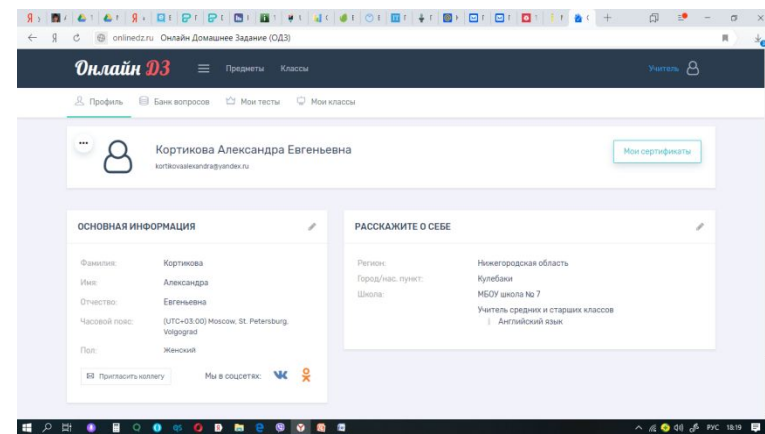 onlinedz.ru Онлайн Домашнее Задание (ОДЗ)
Онлайн DЗ
Предметы Классы
Учитель
Профиль Банк вопросов Мои тесты Мои классы
Кортикова Александра Евгеньевна
kortikovaalexandra@yandex.ru
Мои сертификаты
ОСНОВНАЯ ИНФОРМАЦИЯ
Фамилия: Кортикова
Имя: Александра
Отчество: Евгеньевна
Часовой пояс: (UTC+03:00) Moscow, St. Petersburg,
Volgograd
Пол: Женский
Пригласить коллегу Мы в соцсетях:
РАССКАЖИТЕ О СЕБЕ
Регион: Нижегородская область
Город/нас. пункт: Кулебаки
Школа: МБОУ школа № 7
Учитель средних и старших классов
Английский язык
РУС 18:19